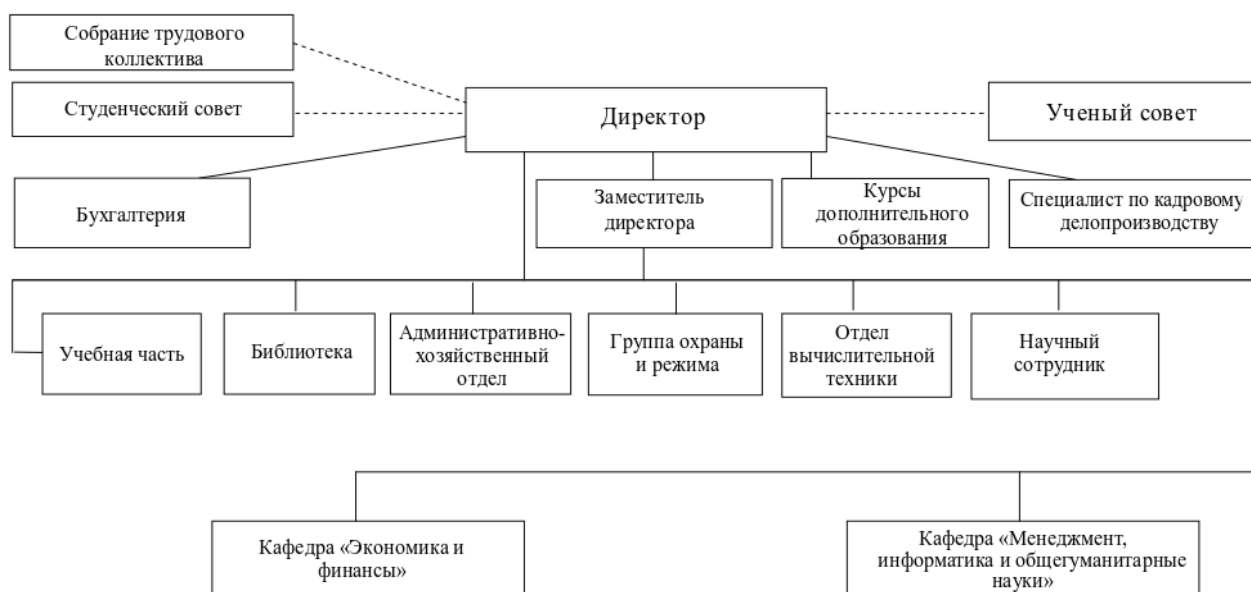 Собрание трудового
коллектива
Студенческий совет
Директор
Ученый совет
Бухгалтерия
Заместитель
директора
Курсы
дополнительного
образования
Специалист по кадровому
делопроизводству
Учебная часть
Библиотека
Административно-
хозяйственный
отдел
Группа охраны
и режима
Отдел
вычислительной
техники
Научный
сотрудник
Кафедра «Экономика и
финансы»
Кафедра «Менеджмент,
информатика и общегуманитарные
науки»